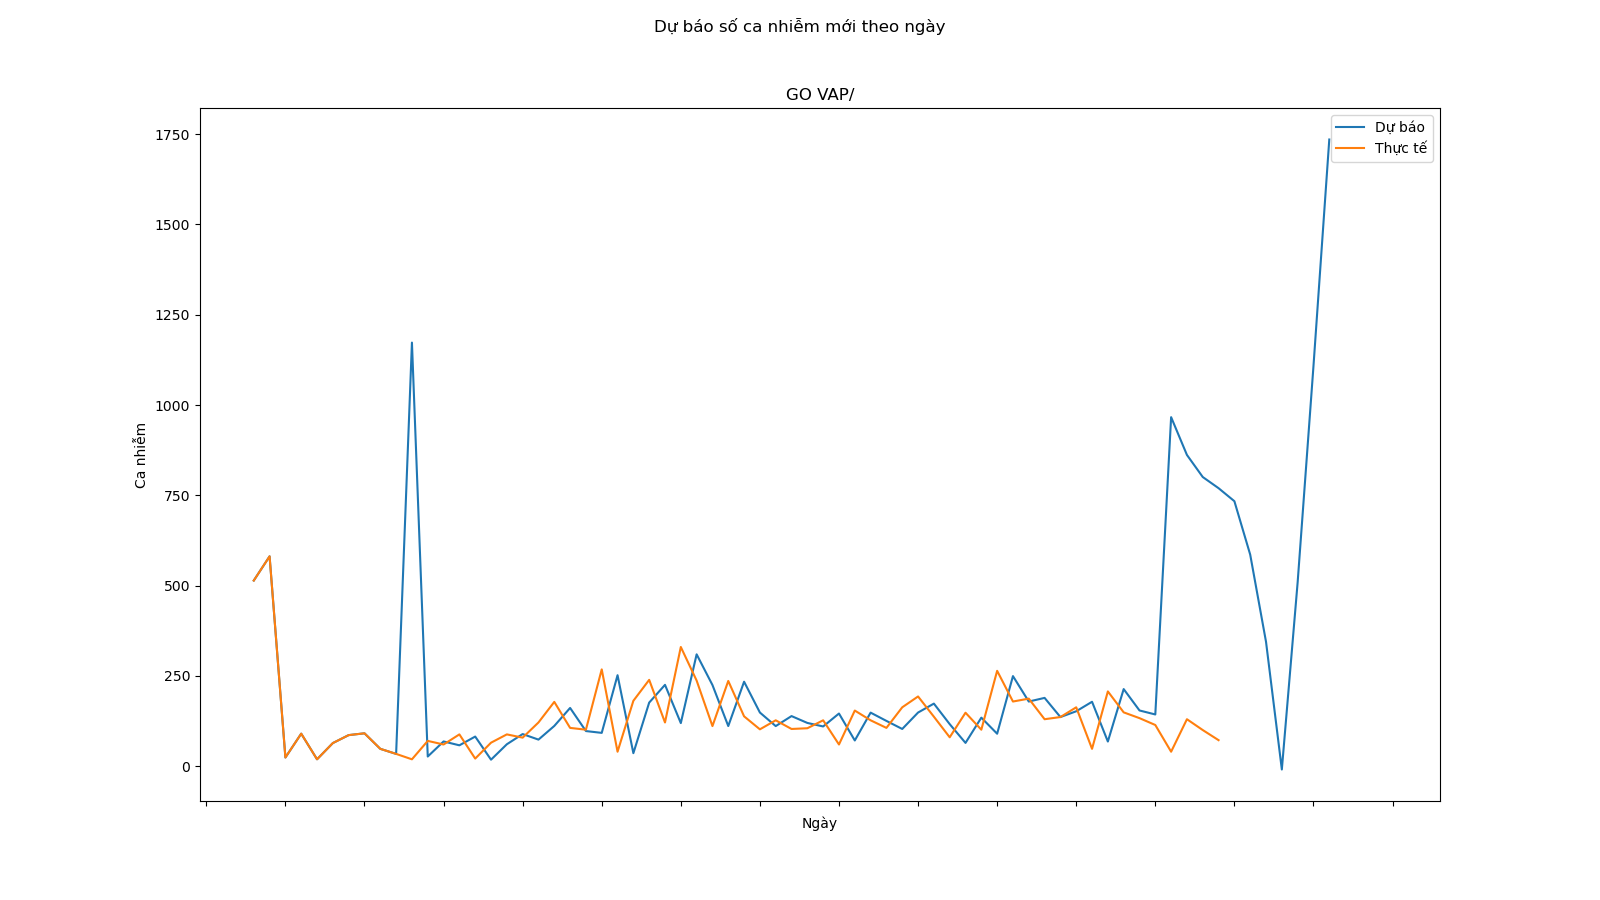 Dự báo số ca nhiễm mới theo ngày
GO VAP/
Dự báo
Thực tế
1750
1500
1250
1000
750
500
250
0
Ca nhiễm
Ngày